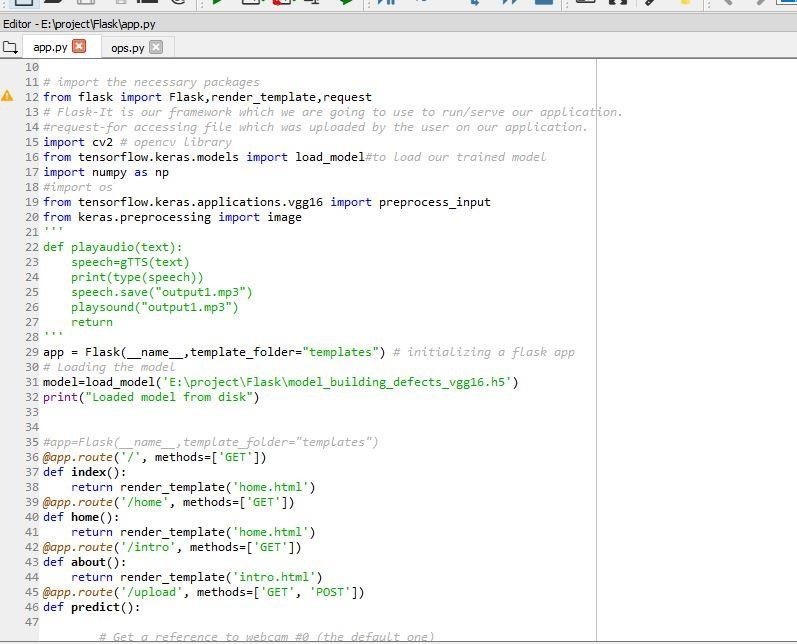 Editor - E:\project\Flask\app.py
app.py ops.py
10
11 # import the necessary packages
12 from flask import Flask,render_template,request
13 # Flask-It is our framework which we are going to use to run/serve our application.
14 #request-for accessing file which was uploaded by the user on our application.
15 import cv2 # opencv library
16 from tensorflow.keras.models import load_model#to load our trained model
17 import numpy as np
18 #import os
19 from tensorflow.keras.applications.vgg16 import preprocess_input
20 from keras.preprocessing import image
21 '''
22 def playaudio(text):
23     speech=gTTS(text)
24     print(type(speech))
25     speech.save("output1.mp3")
26     playsound("output1.mp3")
27     return
28 '''
29 app = Flask(__name__,template_folder="templates") # initializing a flask app
30 # Loading the model
31 model=load_model('E:\project\Flask\model_building_defects_vgg16.h5')
32 print("Loaded model from disk")
33
34
35 #app=Flask(__name__,template_folder="templates")
36 @app.route('/', methods=['GET'])
37 def index():
38     return render_template('home.html')
39 @app.route('/home', methods=['GET'])
40 def home():
41     return render_template('home.html')
42 @app.route('/intro', methods=['GET'])
43 def about():
44     return render_template('intro.html')
45 @app.route('/upload', methods=['GET', 'POST'])
46 def predict():
47
# Get a reference to webcam #0 (the default one)